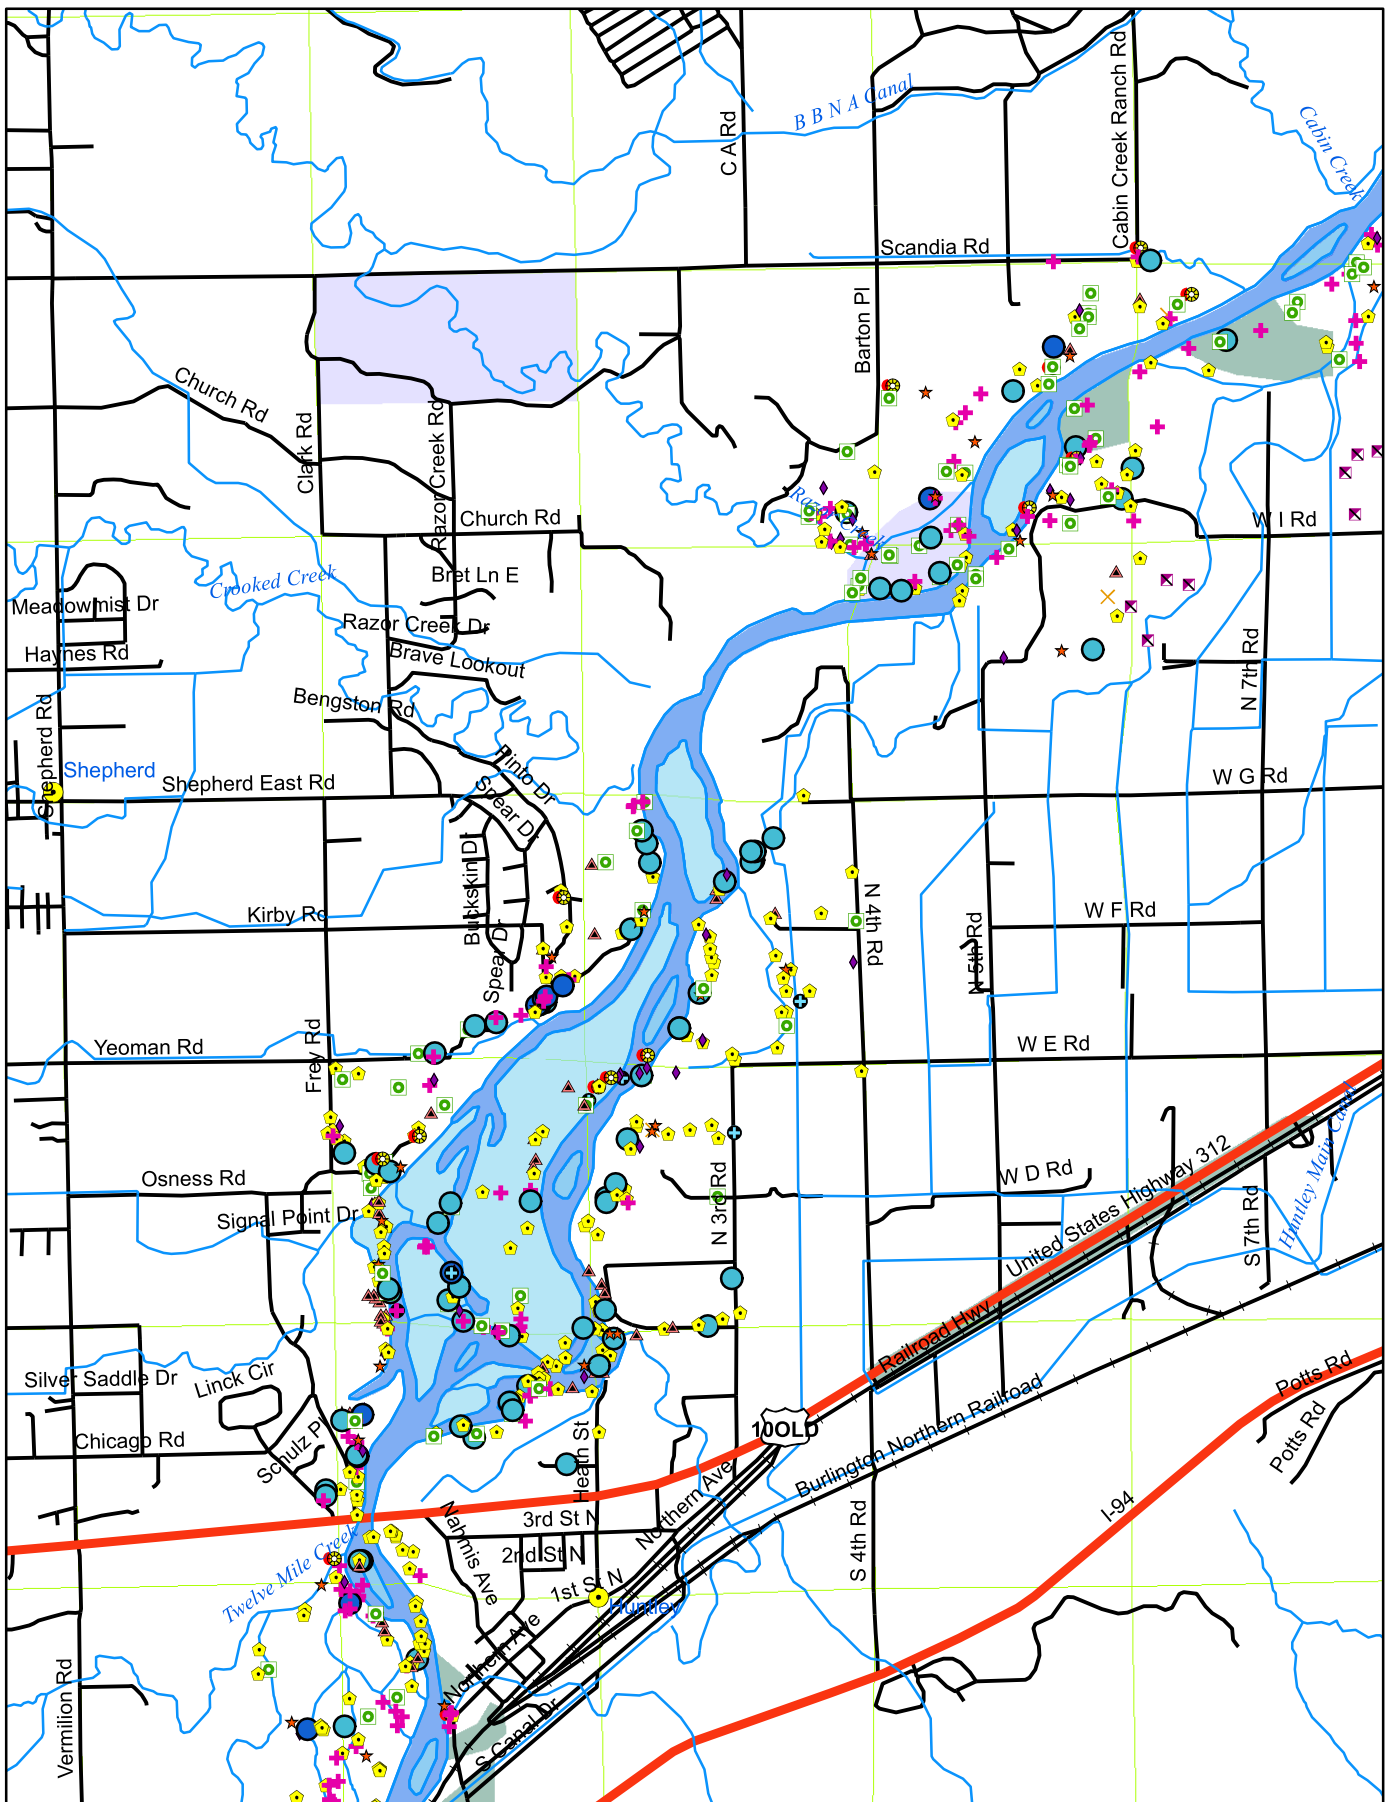 Cabin Creek Ranch Rd
B B N A Canal
C A Rd
Cabin Creek
Scandia Rd
Barton Pl
Church Rd
Clark Rd
Razor Creek Rd
Razor Creek
Church Rd
W I Rd
Crooked Creek
Bret Ln E
Meadowmist Dr
Razor Creek Dr
Haynes Rd
Brave Lookout
N 7th Rd
Bengston Rd
Shepherd Rd
Shepherd
Shepherd East Rd
Pinto Dr
Spear Dr
W G Rd
Buckskin Dr
Kirby Rd
N 4th Rd
W F Rd
N 5th Rd
Spear Dr
Frey Rd
Yeoman Rd
W E Rd
Huntley Main Canal
Osness Rd
W D Rd
United States Highway 312
N 3rd Rd
Signal Point Dr
S 7th Rd
Railroad Hwy
Silver Saddle Dr
Linck Cir
Potts Rd
Potts Rd
Burlington Northern Railroad
10OLD
Schulz Pl
Chicago Rd
Heath St
Northern Ave
I-94
3rd St N
Nahmis Ave
2nd St N
S 4th Rd
Twelve Mile Creek
1st St N
Huntley
Northern Ave
Vermilion Rd
S Canal Dr